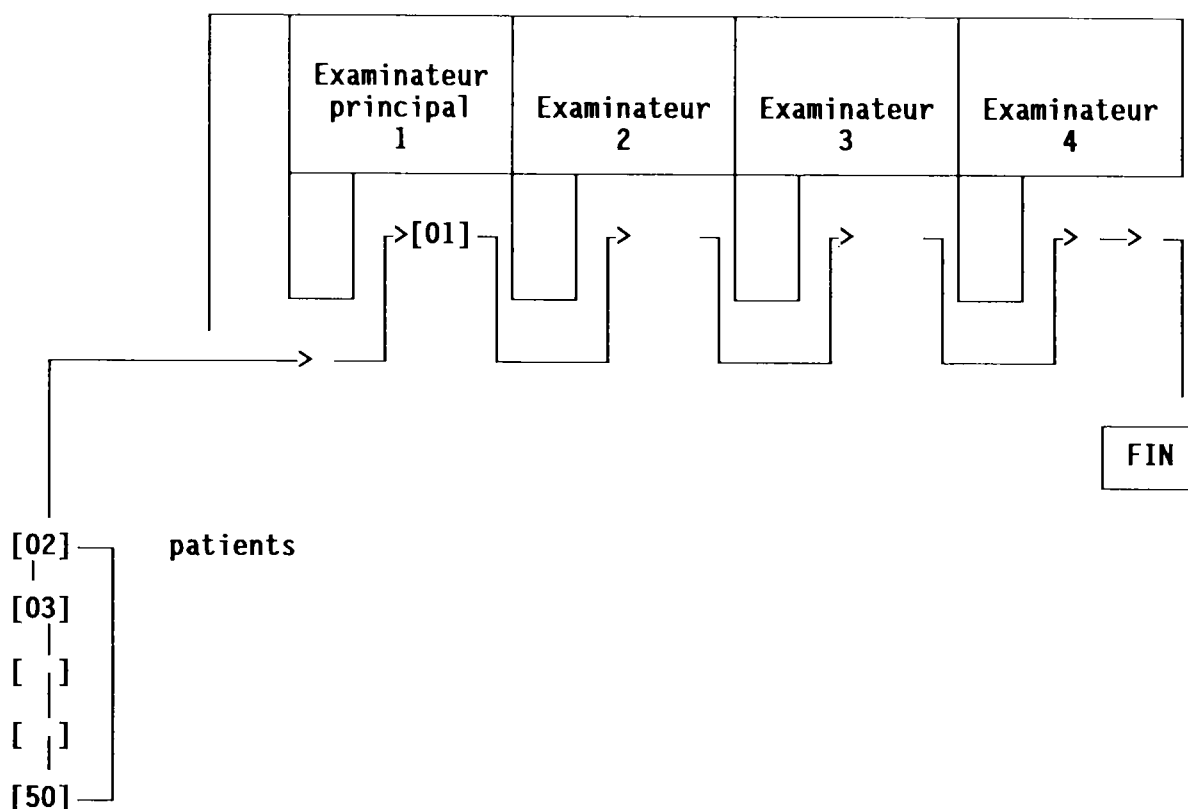 Examinateur
principal
1
Examinateur
2
Examinateur
3
Examinateur
4
[01]
FIN
[02]
patients
[03]
[ ]
[ ]
[50]